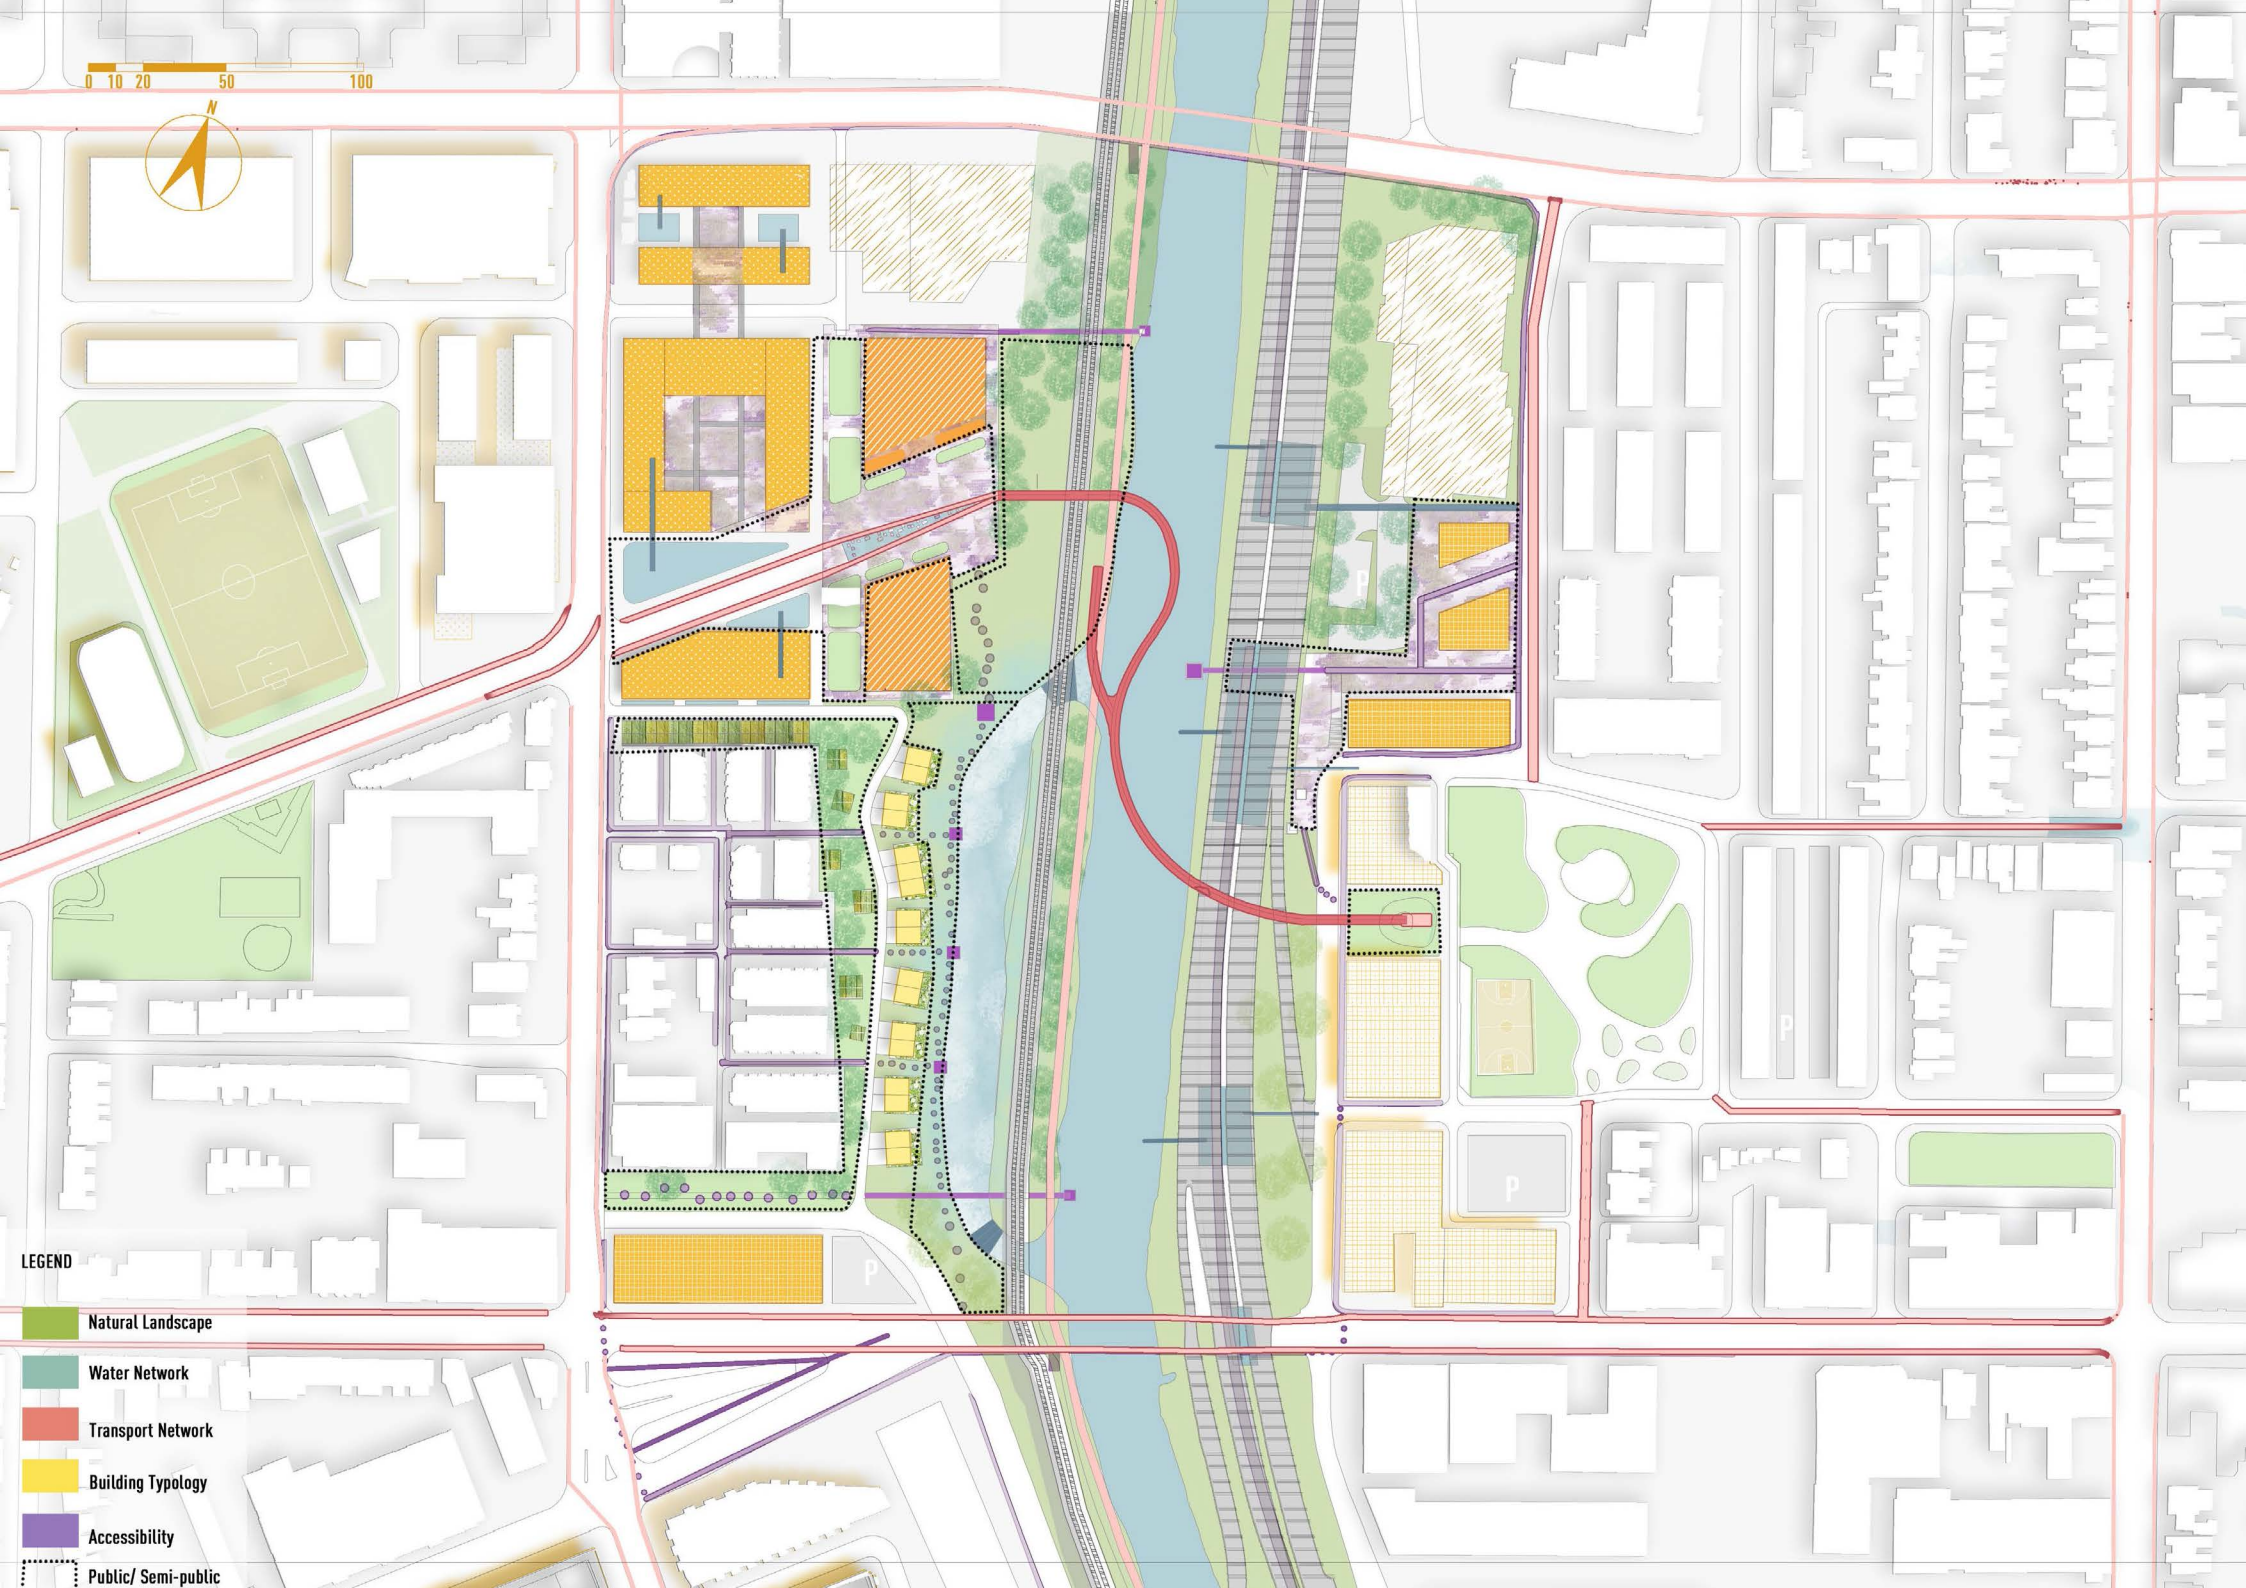 0 10 20 50 100
N
P
P
P
P
LEGEND
Natural Landscape
Water Network
Transport Network
Building Typology
Accessibility
Public/ Semi-public